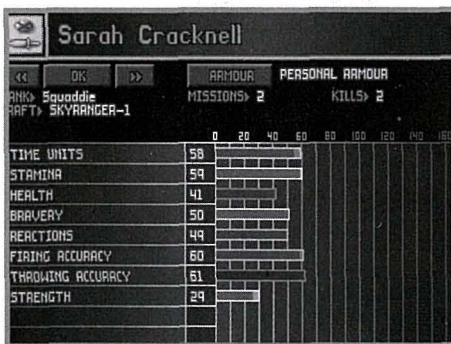 Sarah Cracknell
<< OK >> ARMOUR PERSONAL ARMOUR
ANK> Squaddie MISSIONS> 2 KILLS> 2
RAFT> SKYRANGER-1
0 20 40 60 80 100 120 140 160
TIME UNITS 58
STAMINA 59
HEALTH 41
BRAVERY 50
REACTIONS 49
FIRING ACCURACY 60
THROWING ACCURACY 61
STRENGTH 29